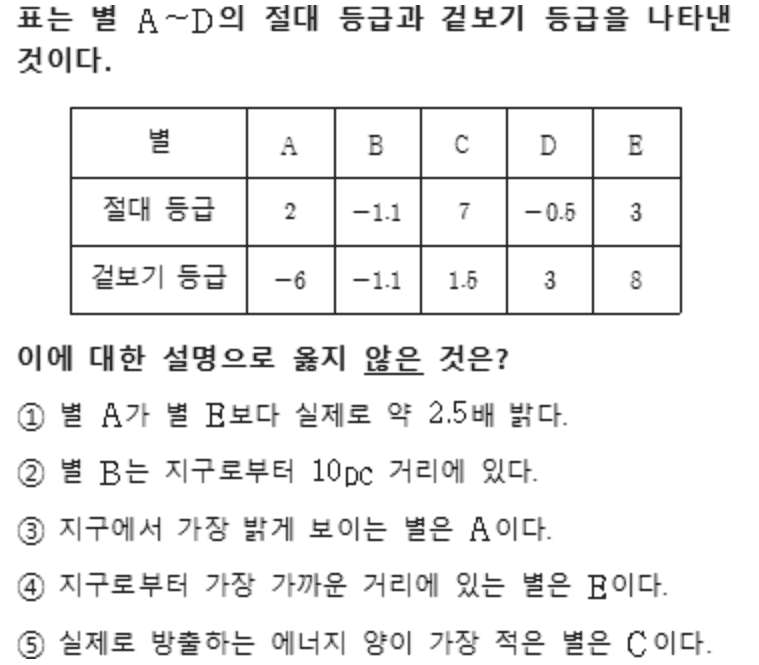 표는 별 A~D의 절대 등급과 겉보기 등급을 나타낸
것이다.
별 A B C D E
절대 등급 2 -1.1 7 -0.5 3
겉보기 등급 -6 -1.1 1.5 3 8
이에 대한 설명으로 옳지 않은 것은?
① 별 A가 별 E보다 실제로 약 2.5배 밝다.
② 별 B는 지구로부터 10pc 거리에 있다.
③ 지구에서 가장 밝게 보이는 별은 A이다.
④ 지구로부터 가장 가까운 거리에 있는 별은 E이다.
⑤ 실제로 방출하는 에너지 양이 가장 적은 별은 C이다.